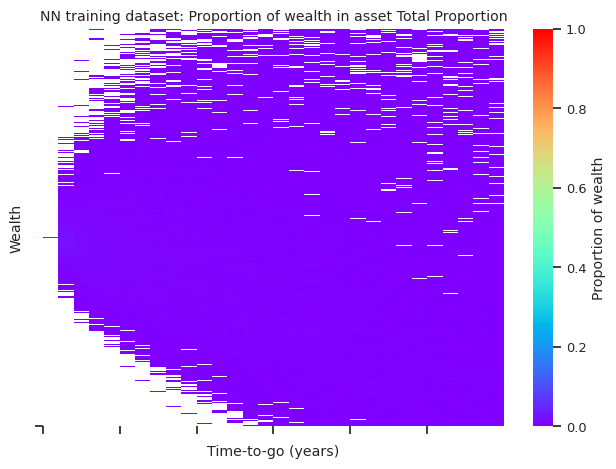 NN training dataset: Proportion of wealth in asset Total Proportion
1.0
0.8
0.6
0.4
0.2
0.0
Proportion of wealth
Wealth
Time-to-go (years)